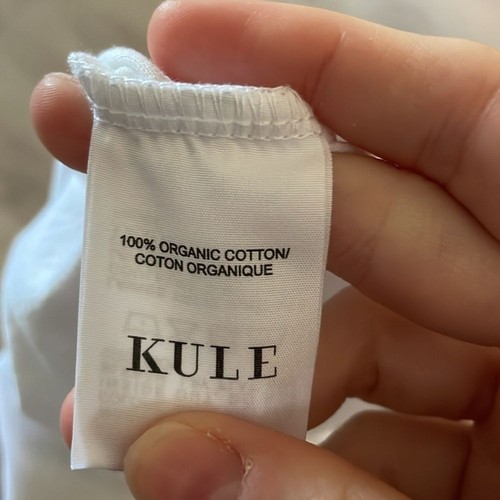 100% ORGANIC COTTON/
COTON ORGANIQUE
KULE